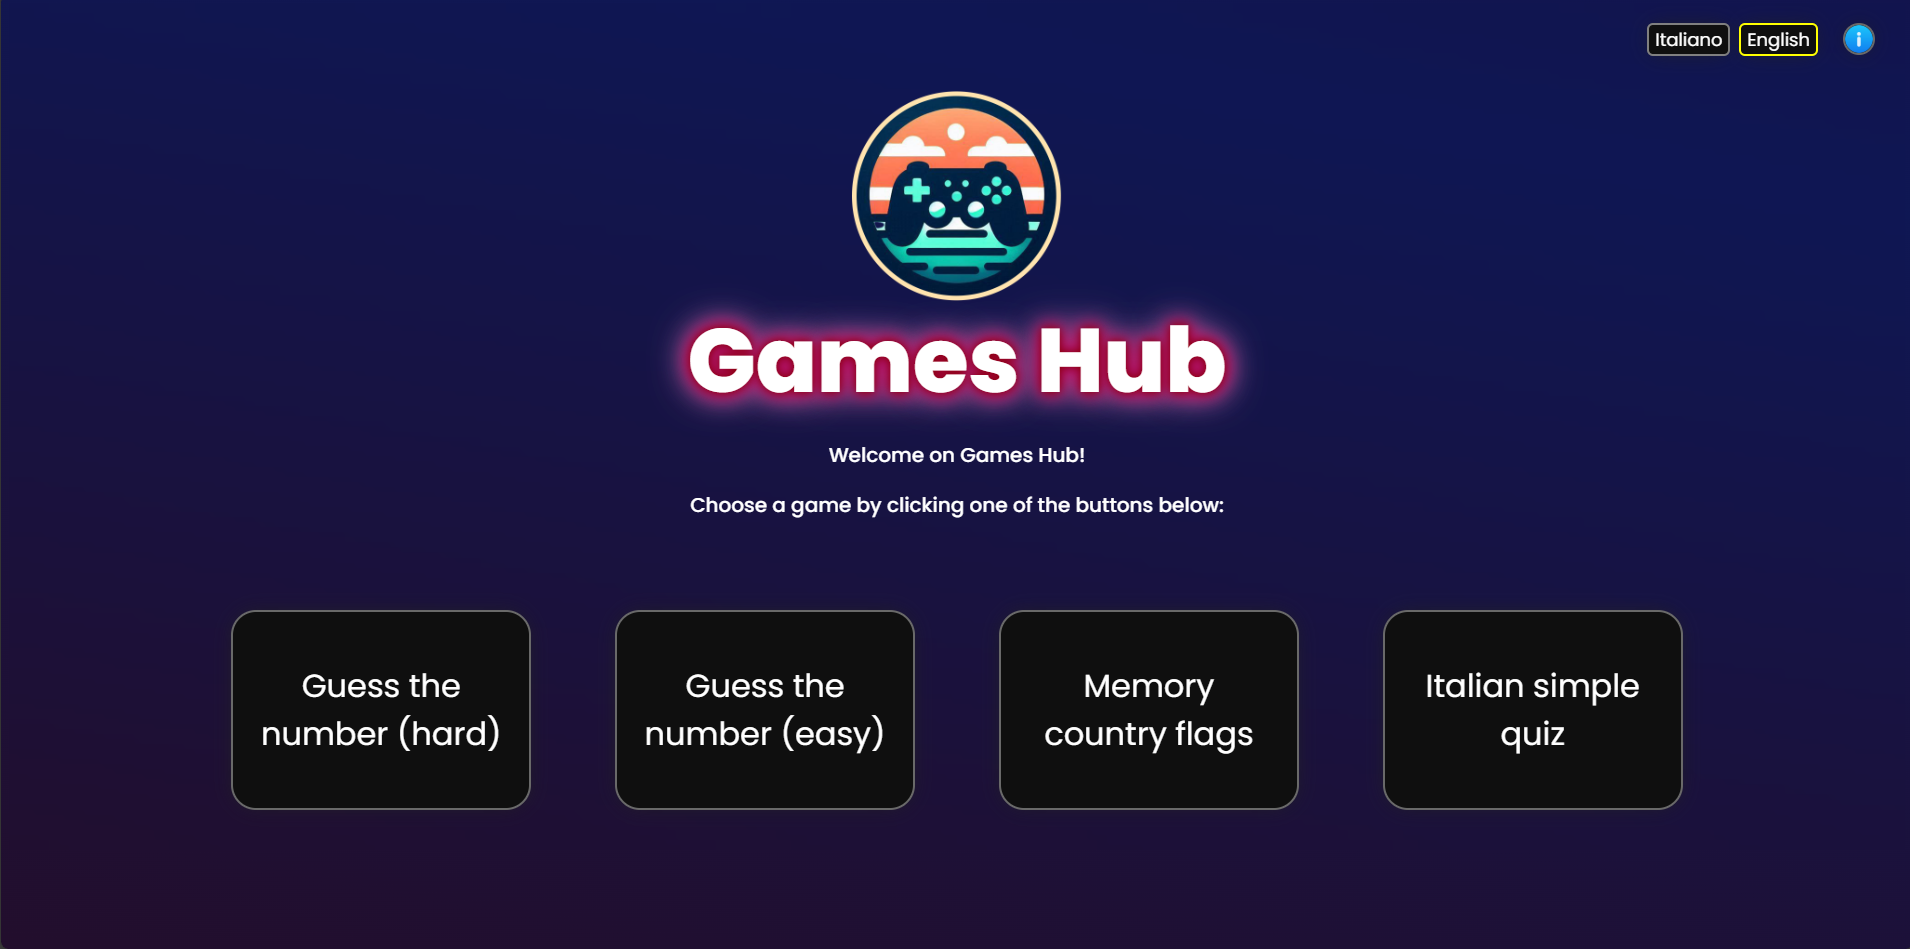 Italiano English
Games Hub
Welcome on Games Hub!
Choose a game by clicking one of the buttons below:
Guess the
number (hard)
Guess the
number (easy)
Memory
country flags
Italian simple
quiz